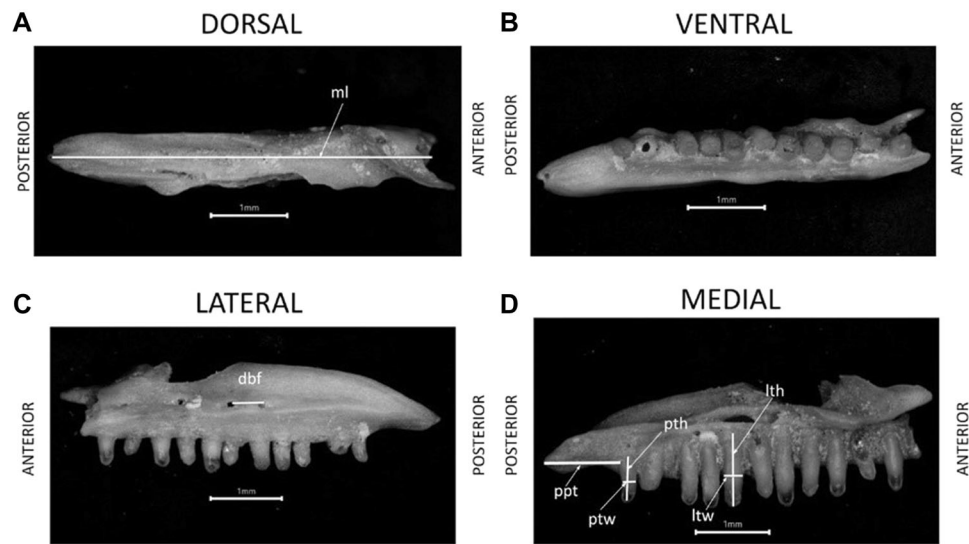 A DORSAL
POSTERIOR
ml
1mm
ANTERIOR
B VENTRAL
POSTERIOR
1mm
ANTERIOR
C LATERAL
ANTERIOR
dbf
1mm
POSTERIOR
D MEDIAL
POSTERIOR
lth
pth
ppt
ptw
ltw
1mm
ANTERIOR